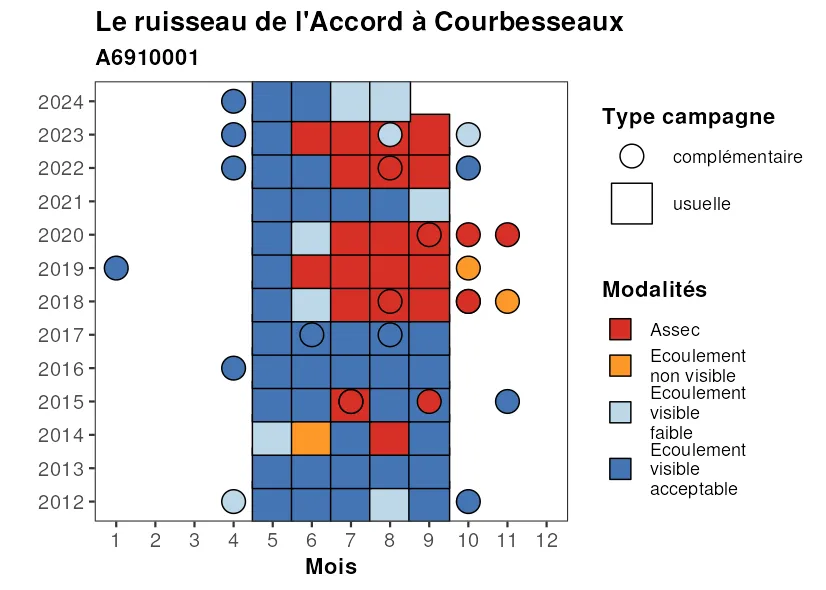 Le ruisseau de l'Accord à Courbesseaux
A6910001
2024
2023
2022
2021
2020
2019
2018
2017
2016
2015
2014
2013
2012
1 2 3 4 5 6 7 8 9 10 11 12
Mois
Type campagne
complémentaire
usuelle
Modalités
Assec
Ecoulement
non visible
Ecoulement
visible
faible
Ecoulement
visible
acceptable